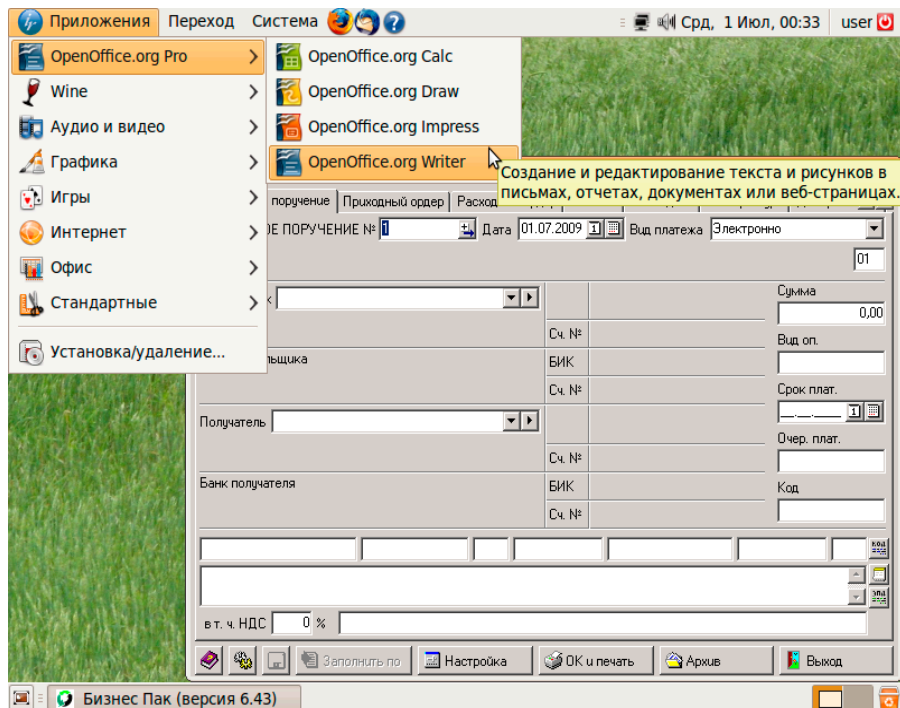 Приложения Переход Система Срд, 1 Июл, 00:33 user
OpenOffice.org Pro
Wine
Аудио и видео
Графика
Игры
Интернет
Офис
Стандартные
Установка/удаление...
OpenOffice.org Calc
OpenOffice.org Draw
OpenOffice.org Impress
OpenOffice.org Writer
Создание и редактирование текста и рисунков в
письмах, отчетах, документах или веб-страницах.
поручение Приходный ордер Расход
ОЕ ПОРУЧЕНИЕ № 1 Дата 01.07.2009 Вид платежа Электронно
01
Сумма
0,00
Сч. №
Вид оп.
льщика БИК
Сч. № Срок плат.
Получатель
Очер. плат.
Сч. №
Банк получателя БИК Код
Сч. №
код
эпд
в т. ч. НДС 0 %
Заполнить по Настройка ОК и печать Архив Выход
Бизнес Пак (версия 6.43)